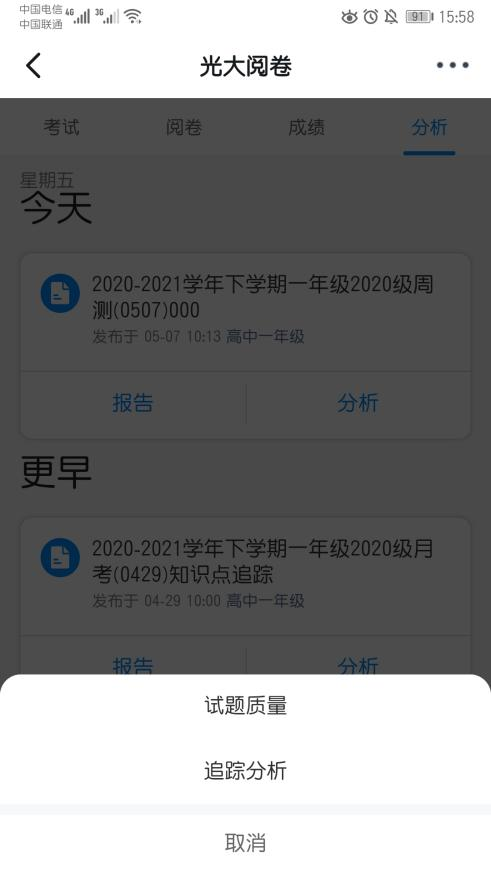 中国电信 4G 3G
中国联通
91 15:58
光大阅卷
考试 阅卷 成绩 分析
星期五
今天
2020-2021学年下学期一年级2020级周
测(0507)000
发布于 05-07 10:13 高中一年级
报告 分析
更早
2020-2021学年下学期一年级2020级月
考(0429)知识点追踪
发布于 04-29 10:00 高中一年级
报告 分析
试题质量
追踪分析
取消